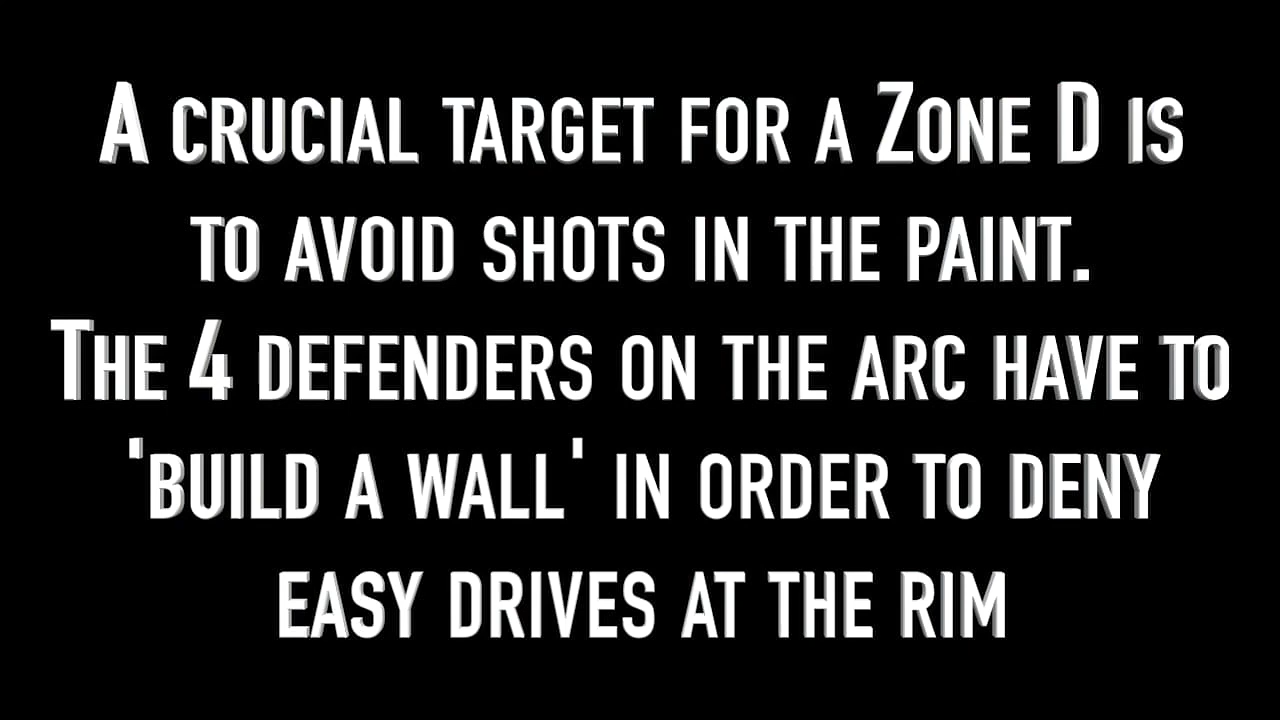 A CRUCIAL TARGET FOR A ZONE D IS
TO AVOID SHOTS IN THE PAINT.
THE 4 DEFENDERS ON THE ARC HAVE TO
'BUILD A WALL' IN ORDER TO DENY
EASY DRIVES AT THE RIM